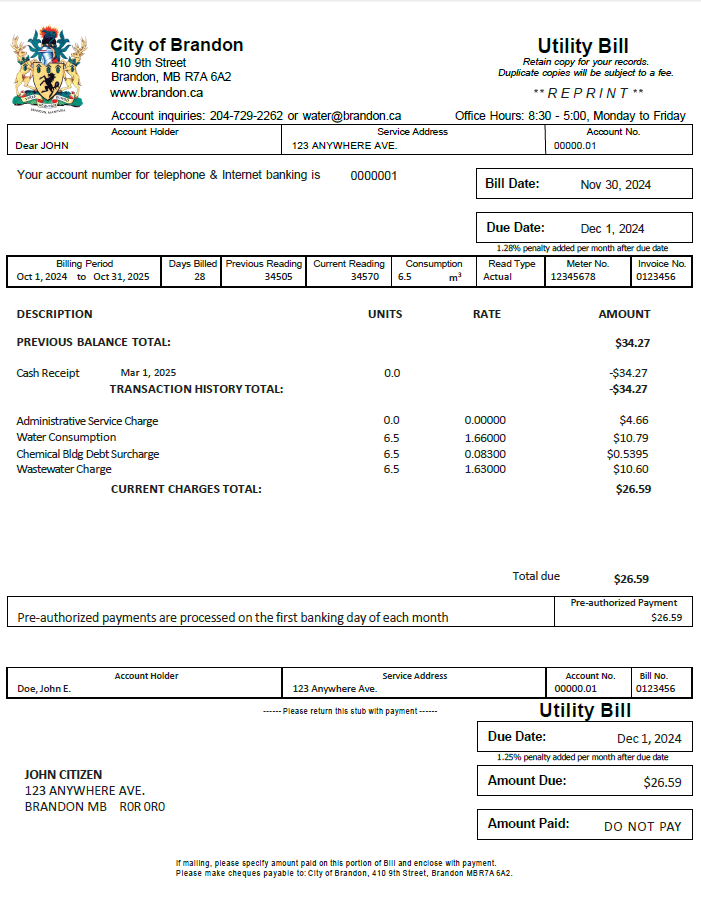 City of Brandon
410 9th Street
Brandon, MB R7A 6A2
www.brandon.ca
Utility Bill
Retain copy for your records.
Duplicate copies will be subject to a fee.
**REPRINT**
Account inquiries: 204-729-2262 or water@brandon.ca
Office Hours: 8:30 - 5:00, Monday to Friday
Account Holder Service Address Account No.
Dear JOHN 123 ANYWHERE AVE. 00000.01
Your account number for telephone & Internet banking is 0000001
Bill Date: Nov 30, 2024
Due Date: Dec 1, 2024
1.28% penalty added per month after due date
Billing Period Days Billed Previous Reading Current Reading Consumption Read Type Meter No. Invoice No.
Oct 1, 2024 to Oct 31, 2025 28 34505 34570 6.5 m³ Actual 12345678 0123456
DESCRIPTION UNITS RATE AMOUNT
PREVIOUS BALANCE TOTAL: $34.27
Cash Receipt Mar 1, 2025 0.0 -$34.27
TRANSACTION HISTORY TOTAL: -$34.27
Administrative Service Charge 0.0 0.00000 $4.66
Water Consumption 6.5 1.66000 $10.79
Chemical Bldg Debt Surcharge 6.5 0.08300 $0.5395
Wastewater Charge 6.5 1.63000 $10.60
CURRENT CHARGES TOTAL: $26.59
Total due $26.59
Pre-authorized Payment
Pre-authorized payments are processed on the first banking day of each month $26.59
Account Holder Service Address Account No. Bill No.
Doe, John E. 123 Anywhere Ave. 00000.01 0123456
------ Please return this stub with payment ------
Utility Bill
Due Date: Dec 1, 2024
1.25% penalty added per month after due date
JOHN CITIZEN
123 ANYWHERE AVE.
BRANDON MB R0R 0R0
Amount Due: $26.59
Amount Paid: DO NOT PAY
If mailing, please specify amount paid on this portion of Bill and enclose with payment.
Please make cheques payable to: City of Brandon, 410 9th Street, Brandon MB R7A 6A2.